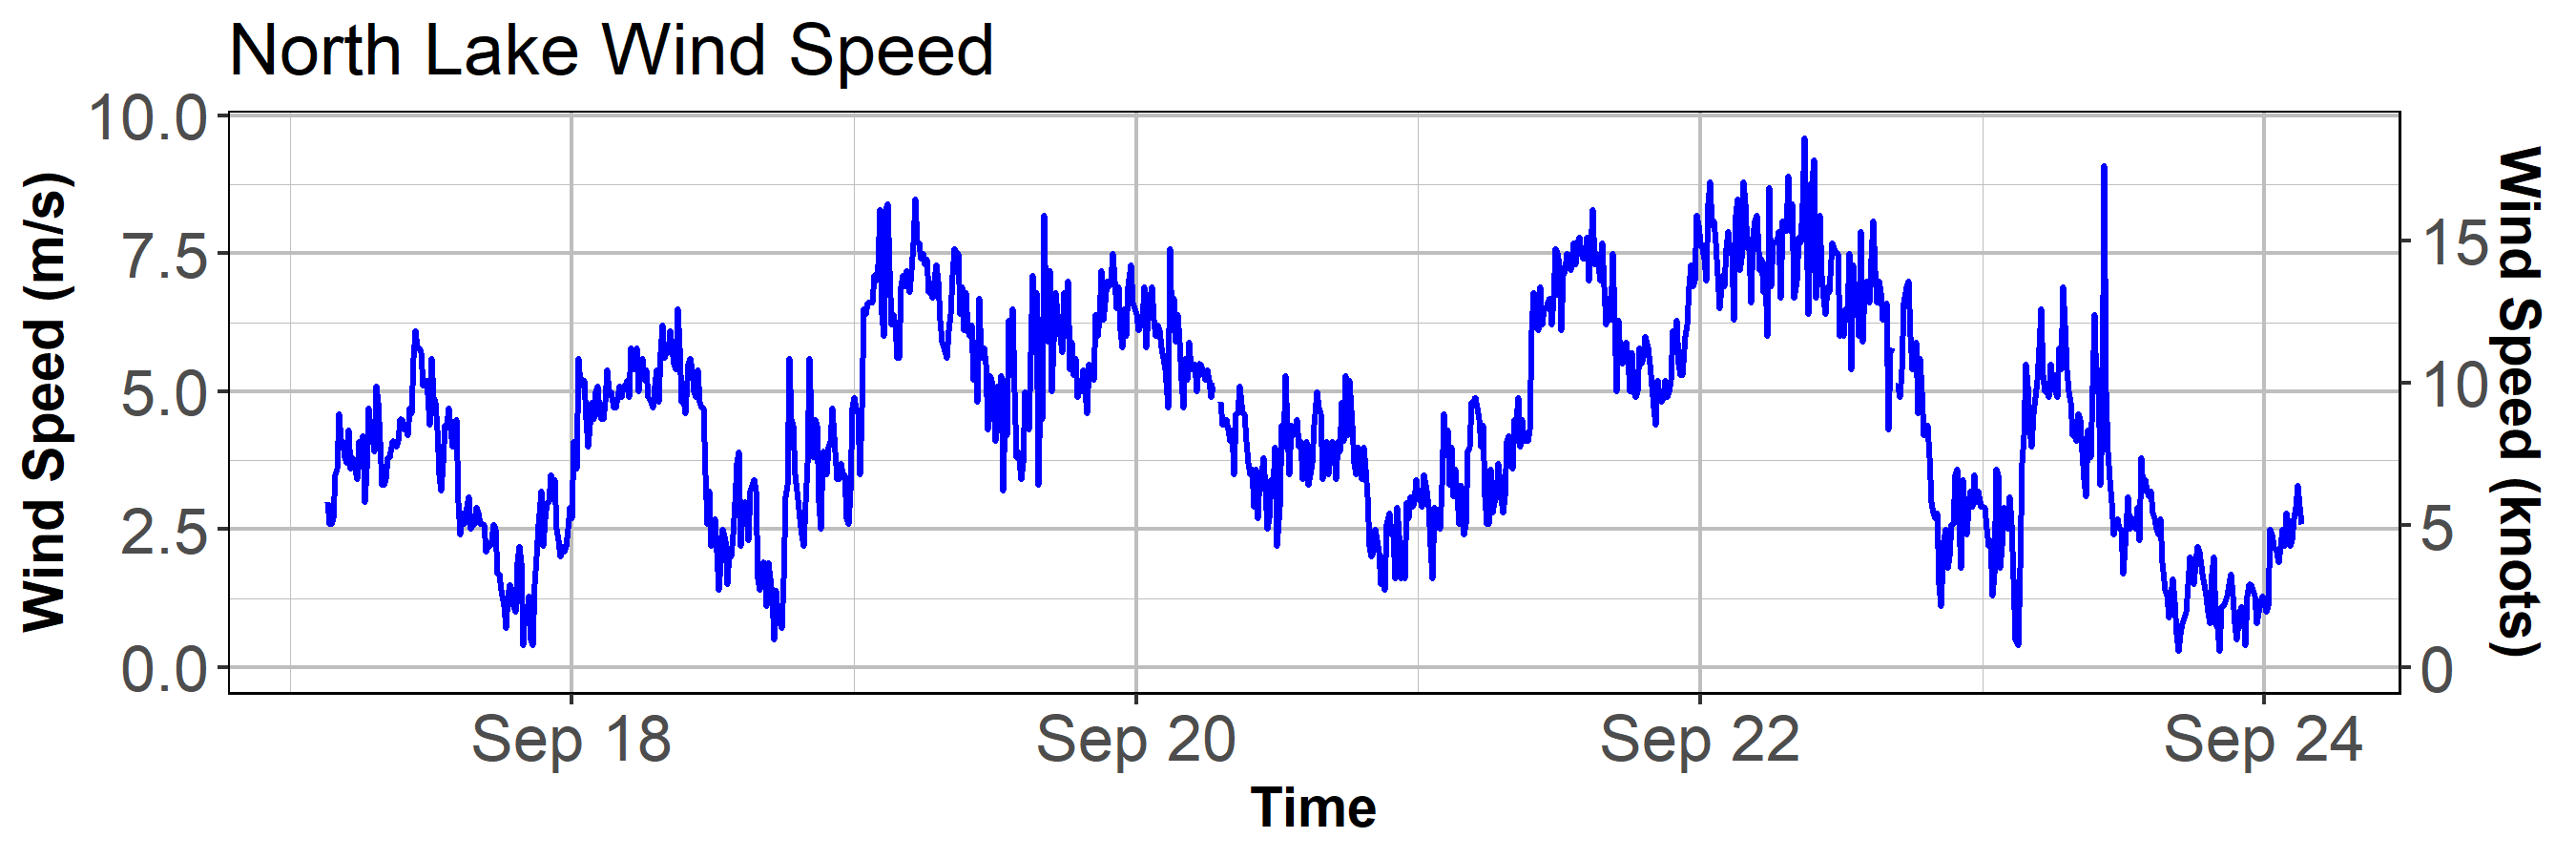 North Lake Wind Speed
10.0
7.5
5.0
2.5
0.0
Wind Speed (m/s)
15
10
5
0
Wind Speed (knots)
Sep 18
Sep 20
Sep 22
Sep 24
Time